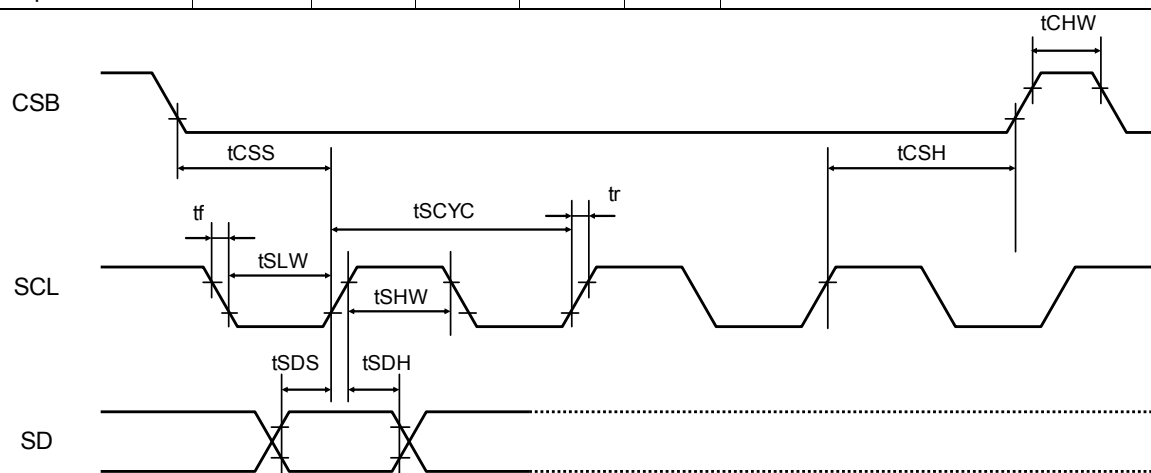 tCHW
CSB
tCSS
tCSH
tr
tf
tSCYC
tSLW
SCL
tSHW
tSDS
tSDH
SD